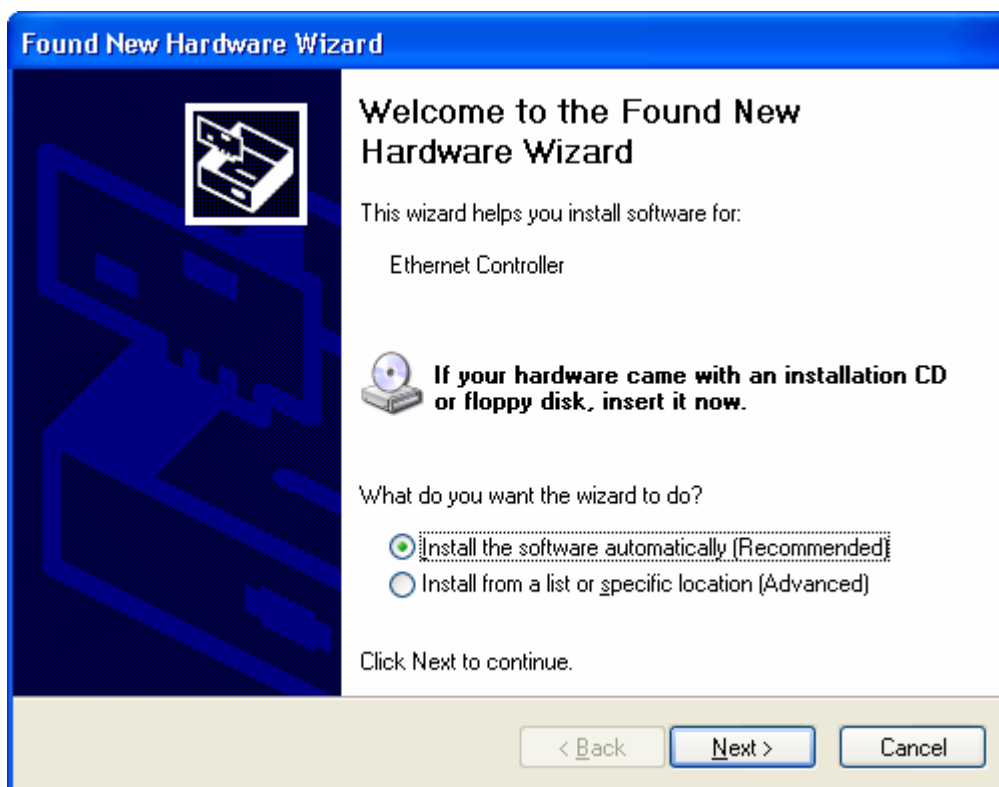 Found New Hardware Wizard
Welcome to the Found New
Hardware Wizard
This wizard helps you install software for:
Ethernet Controller
If your hardware came with an installation CD
or floppy disk, insert it now.
What do you want the wizard to do?
Install the software automatically (Recommended)
Install from a list or specific location (Advanced)
Click Next to continue.
< Back Next > Cancel